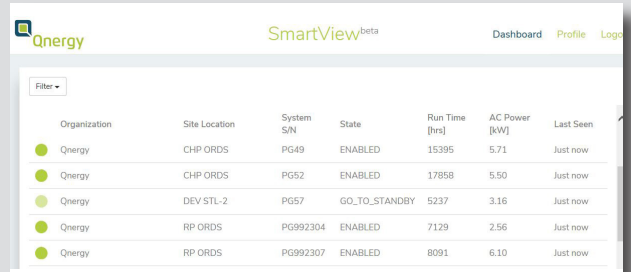 Qnergy
SmartView beta
Dashboard Profile Logo
Filter
Organization Site Location System S/N State Run Time [hrs] AC Power [kW] Last Seen
Qnergy CHP ORDS PG49 ENABLED 15395 5.71 Just now
Qnergy CHP ORDS PG52 ENABLED 17858 5.50 Just now
Qnergy DEV STL-2 PG57 GO_TO_STANDBY 5237 3.16 Just now
Qnergy RP ORDS PG992304 ENABLED 7129 2.56 Just now
Qnergy RP ORDS PG992307 ENABLED 8091 6.10 Just now